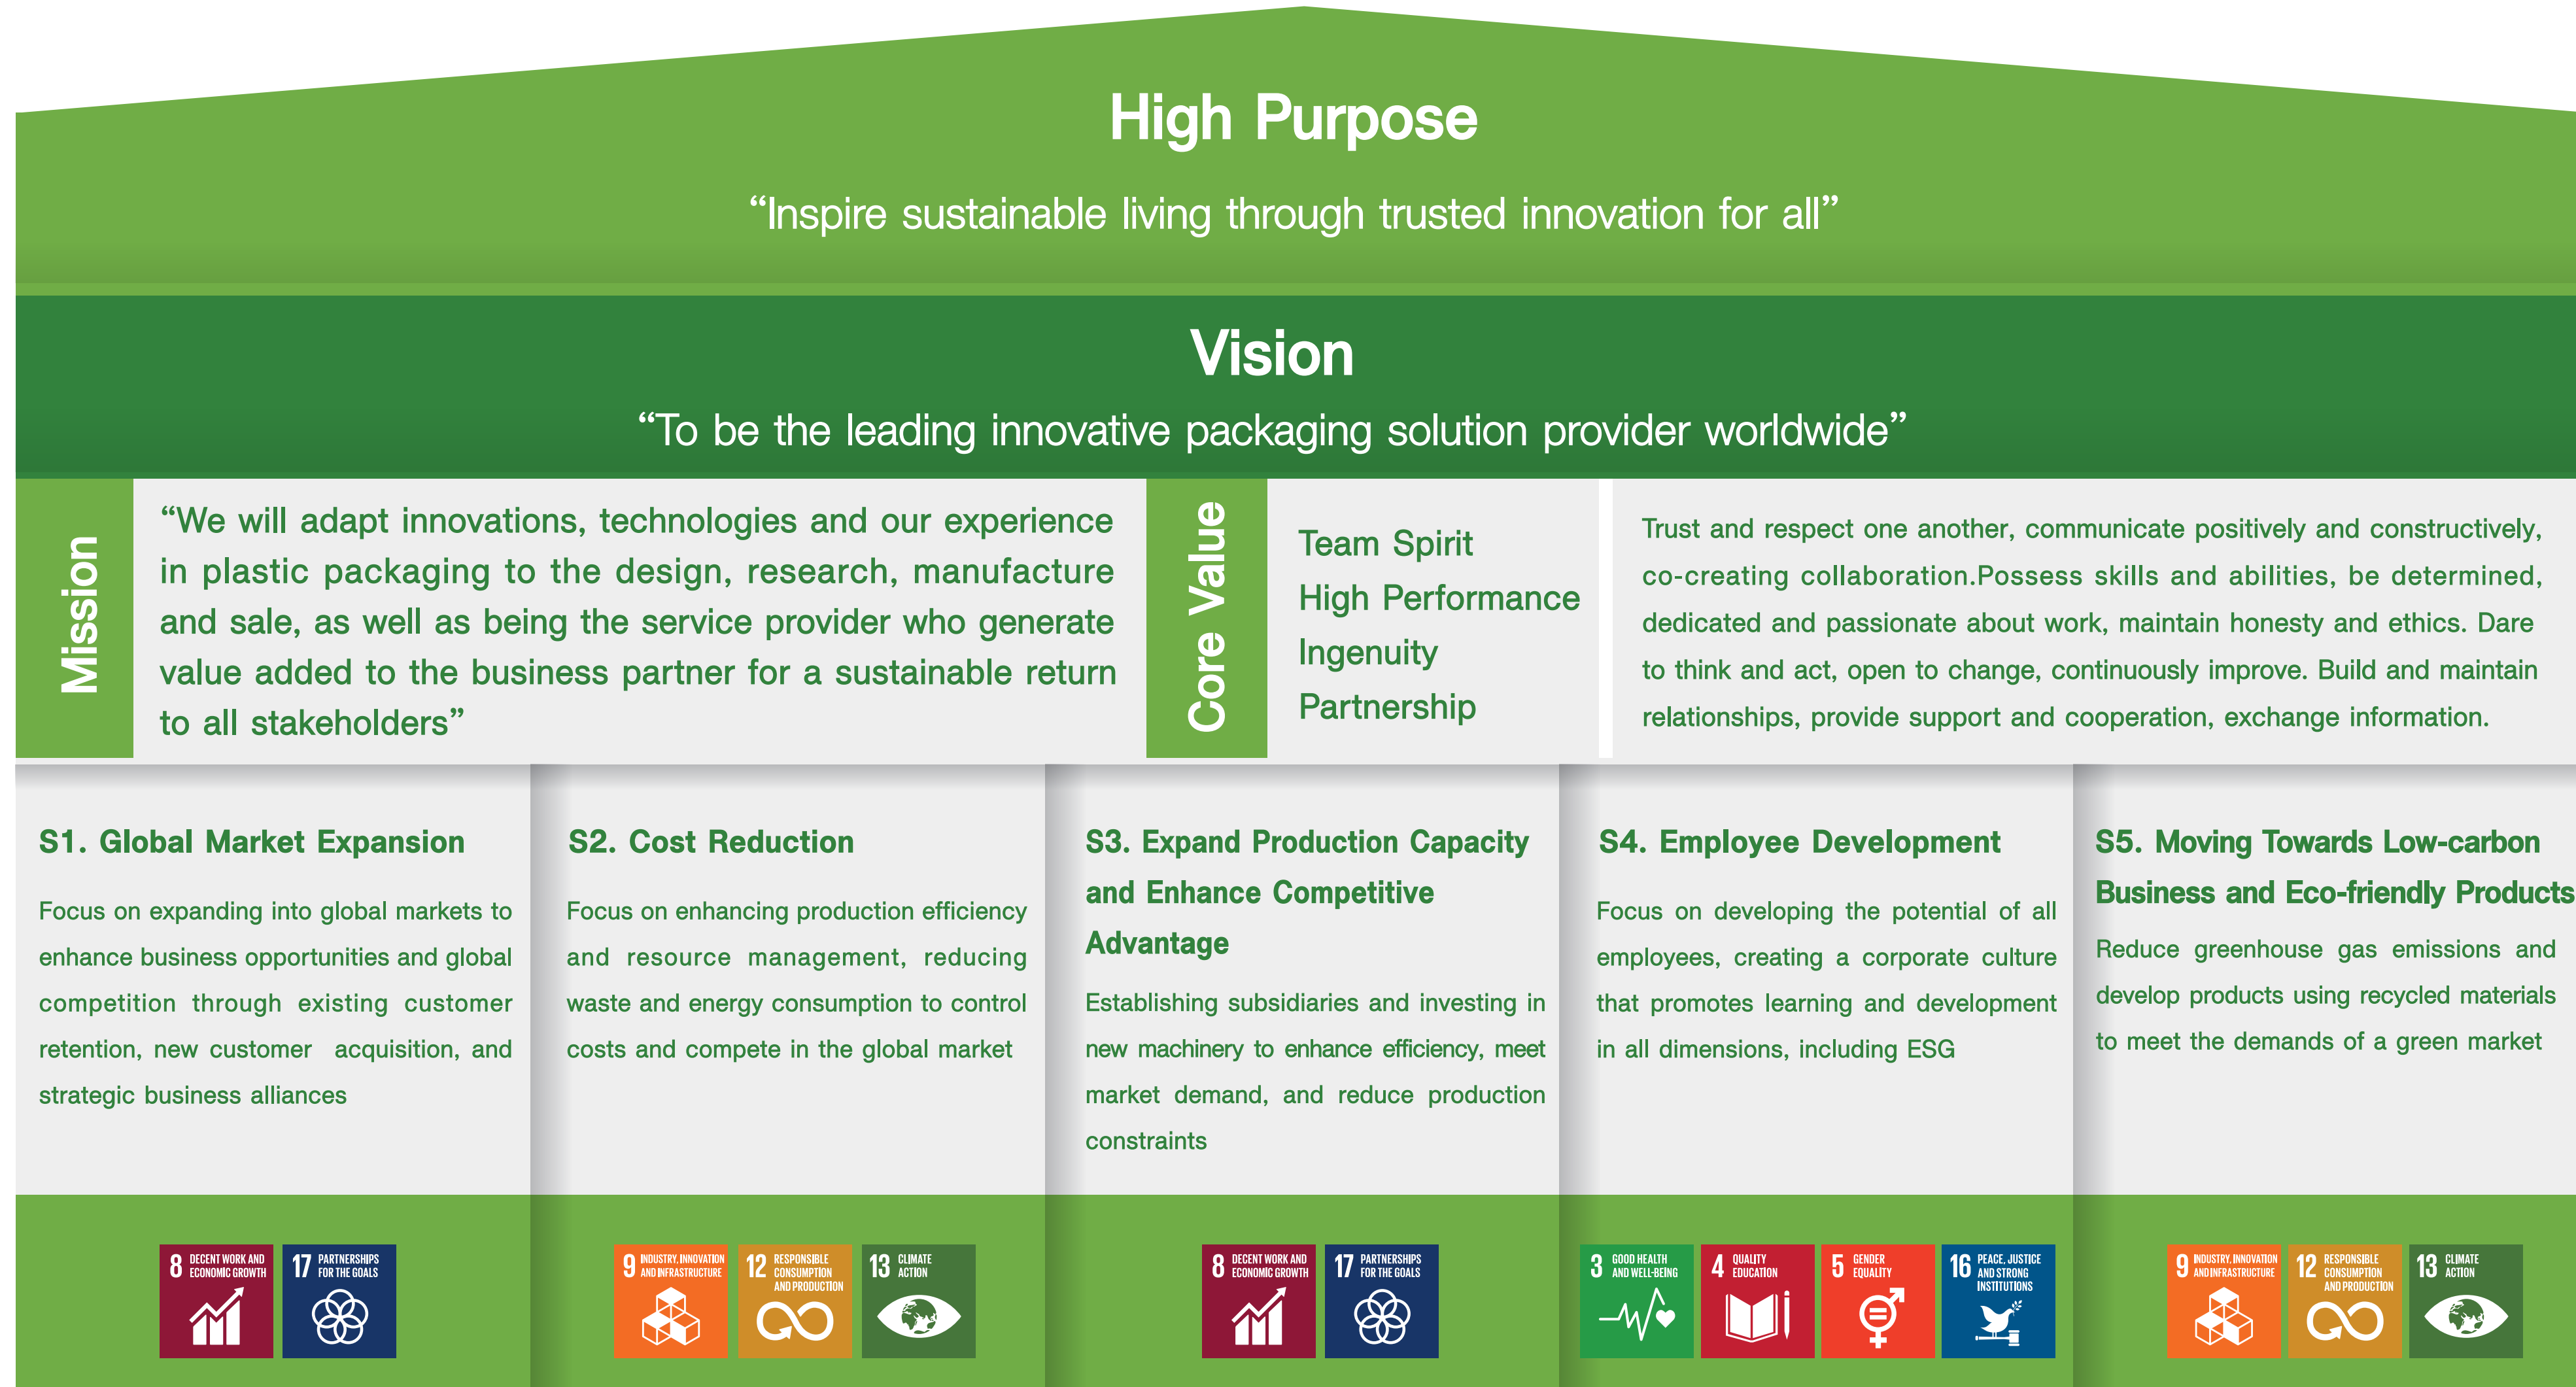 High Purpose
“Inspire sustainable living through trusted innovation for all”
Vision
“To be the leading innovative packaging solution provider worldwide”
Mission
“We will adapt innovations, technologies and our experience
in plastic packaging to the design, research, manufacture
and sale, as well as being the service provider who generate
value added to the business partner for a sustainable return
to all stakeholders”
Core Value
Team Spirit
High Performance
Ingenuity
Partnership
Trust and respect one another, communicate positively and constructively,
co-creating collaboration.Possess skills and abilities, be determined,
dedicated and passionate about work, maintain honesty and ethics. Dare
to think and act, open to change, continuously improve. Build and maintain
relationships, provide support and cooperation, exchange information.
S1. Global Market Expansion
Focus on expanding into global markets to
enhance business opportunities and global
competition through existing customer
retention, new customer acquisition, and
strategic business alliances
8 DECENT WORK AND
ECONOMIC GROWTH
17 PARTNERSHIPS
FOR THE GOALS
S2. Cost Reduction
Focus on enhancing production efficiency
and resource management, reducing
waste and energy consumption to control
costs and compete in the global market
9 INDUSTRY, INNOVATION
AND INFRASTRUCTURE
12 RESPONSIBLE
CONSUMPTION
AND PRODUCTION
13 CLIMATE
ACTION
S3. Expand Production Capacity
and Enhance Competitive
Advantage
Establishing subsidiaries and investing in
new machinery to enhance efficiency, meet
market demand, and reduce production
constraints
8 DECENT WORK AND
ECONOMIC GROWTH
17 PARTNERSHIPS
FOR THE GOALS
S4. Employee Development
Focus on developing the potential of all
employees, creating a corporate culture
that promotes learning and development
in all dimensions, including ESG
3 GOOD HEALTH
AND WELL-BEING
4 QUALITY
EDUCATION
5 GENDER
EQUALITY
16 PEACE, JUSTICE
AND STRONG
INSTITUTIONS
S5. Moving Towards Low-carbon
Business and Eco-friendly Products
Reduce greenhouse gas emissions and
develop products using recycled materials
to meet the demands of a green market
9 INDUSTRY, INNOVATION
AND INFRASTRUCTURE
12 RESPONSIBLE
CONSUMPTION
AND PRODUCTION
13 CLIMATE
ACTION